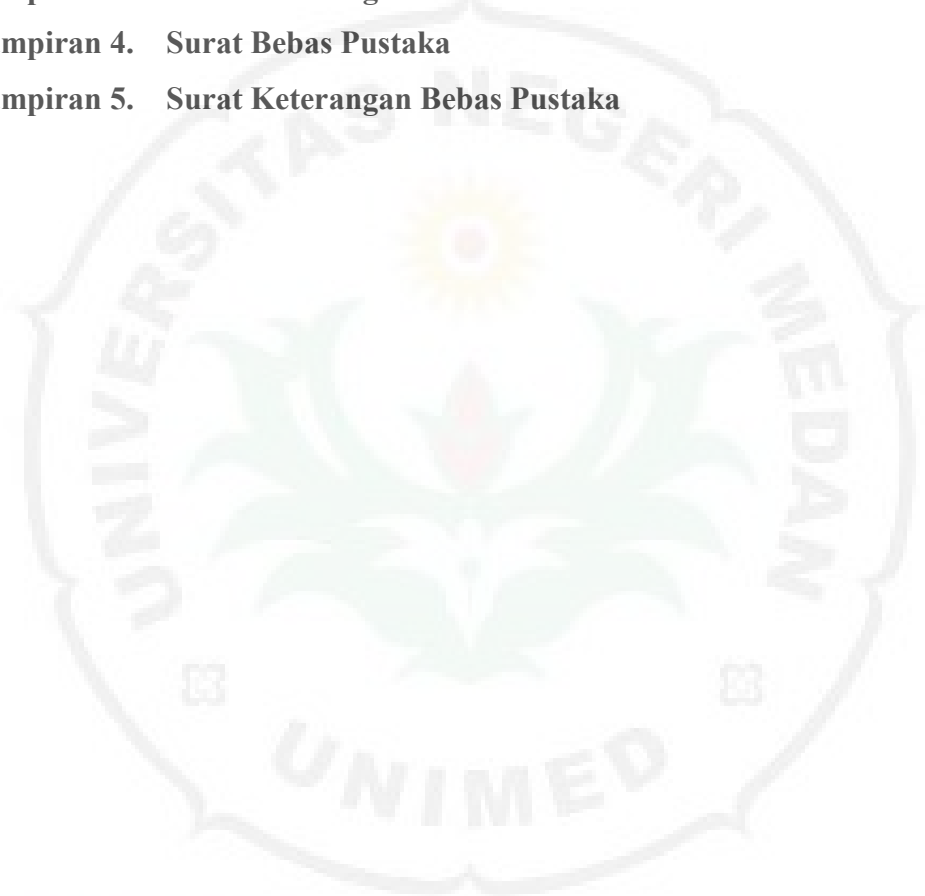 mpiran 4. Surat Bebas Pustaka
mpiran 5. Surat Keterangan Bebas Pustaka
UNIVERSITAS NEGERI MEDAN
UNIMED